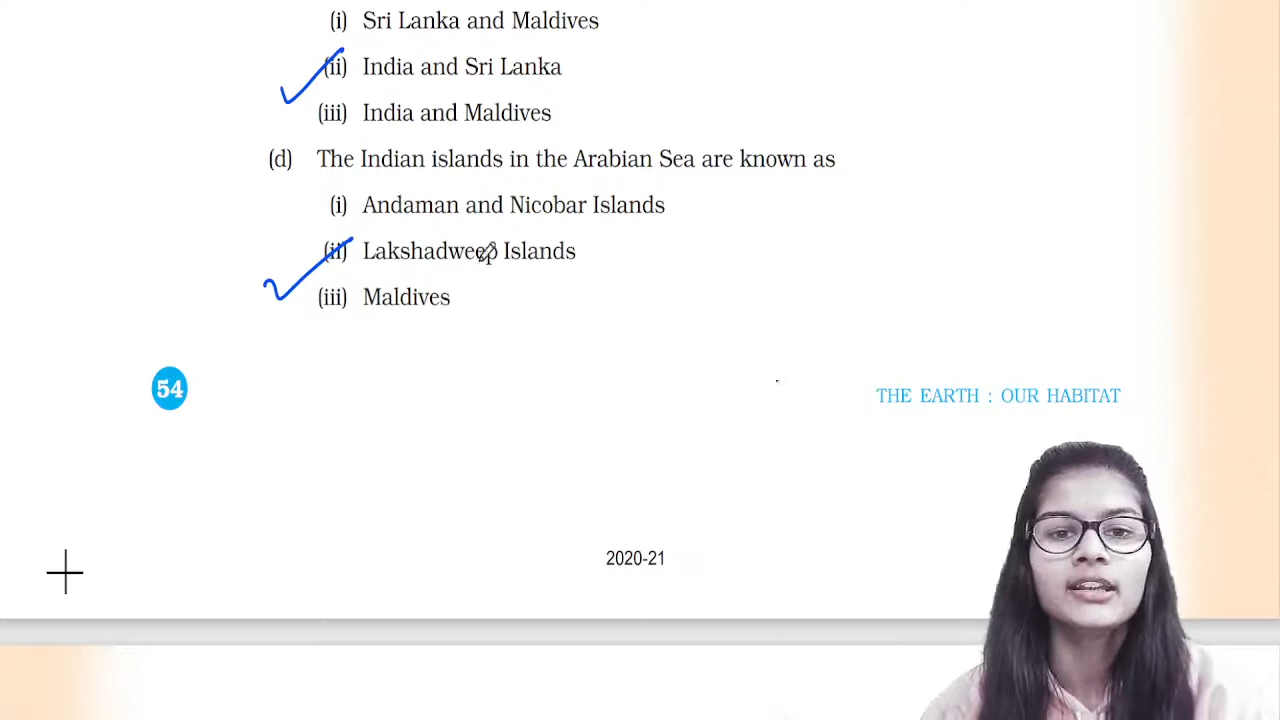 (i) Sri Lanka and Maldives
(ii) India and Sri Lanka
(iii) India and Maldives
(d) The Indian islands in the Arabian Sea are known as
(i) Andaman and Nicobar Islands
(ii) Lakshadweep Islands
(iii) Maldives
54
THE EARTH : OUR HABITAT
2020-21